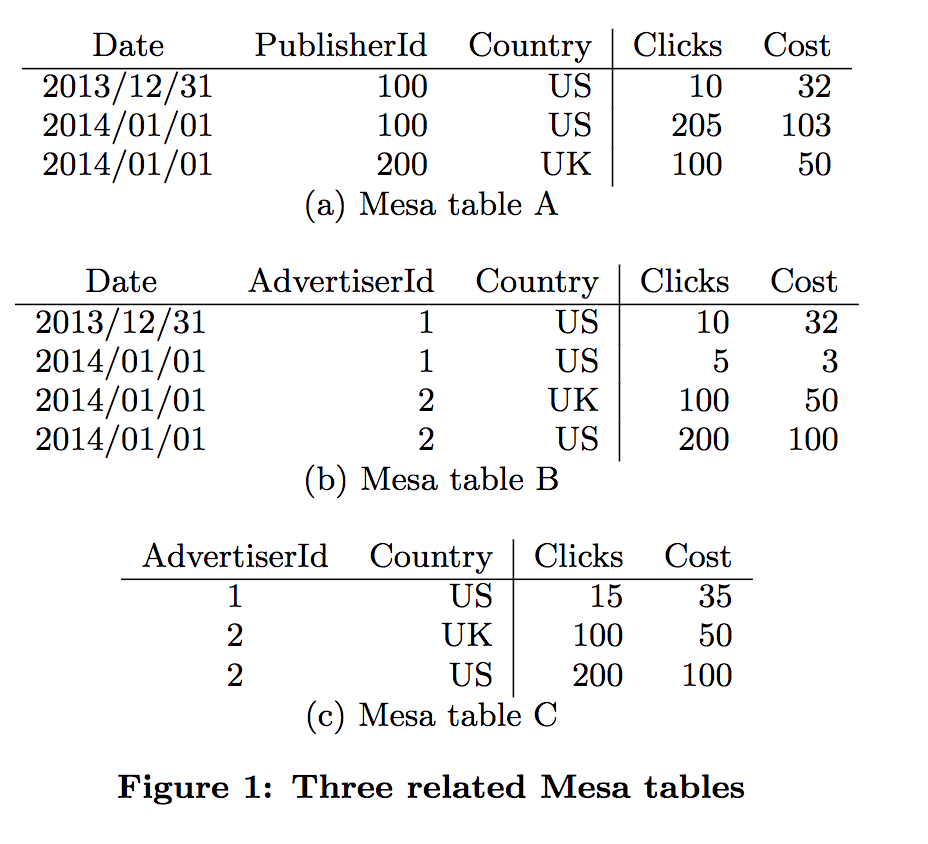 Date PublisherId Country Clicks Cost
2013/12/31 100 US 10 32
2014/01/01 100 US 205 103
2014/01/01 200 UK 100 50
(a) Mesa table A
Date AdvertiserId Country Clicks Cost
2013/12/31 1 US 10 32
2014/01/01 1 US 5 3
2014/01/01 2 UK 100 50
2014/01/01 2 US 200 100
(b) Mesa table B
AdvertiserId Country Clicks Cost
1 US 15 35
2 UK 100 50
2 US 200 100
(c) Mesa table C
Figure 1: Three related Mesa tables